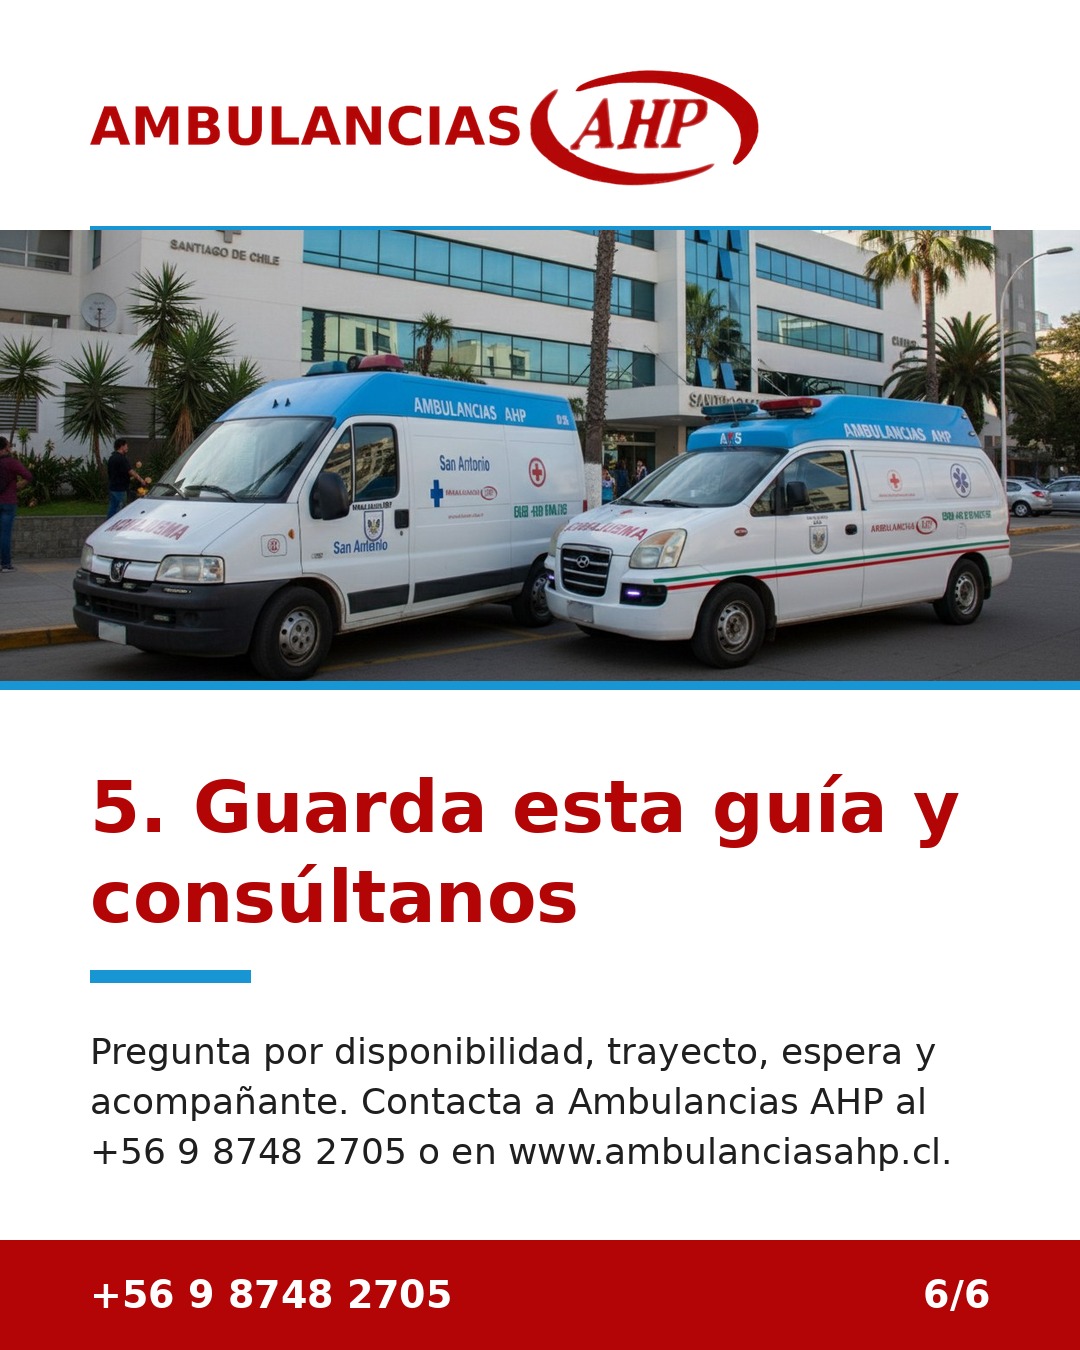 AMBULANCIAS AHP
SANTIAGO DE CHILE
AMBULANCIAS AHP
San Antonio
San Antonio
AMBULANCIAS AHP
5. Guarda esta guía y
consúltanos
Pregunta por disponibilidad, trayecto, espera y
acompañante. Contacta a Ambulancias AHP al
+56 9 8748 2705 o en www.ambulanciasahp.cl.
+56 9 8748 2705
6/6